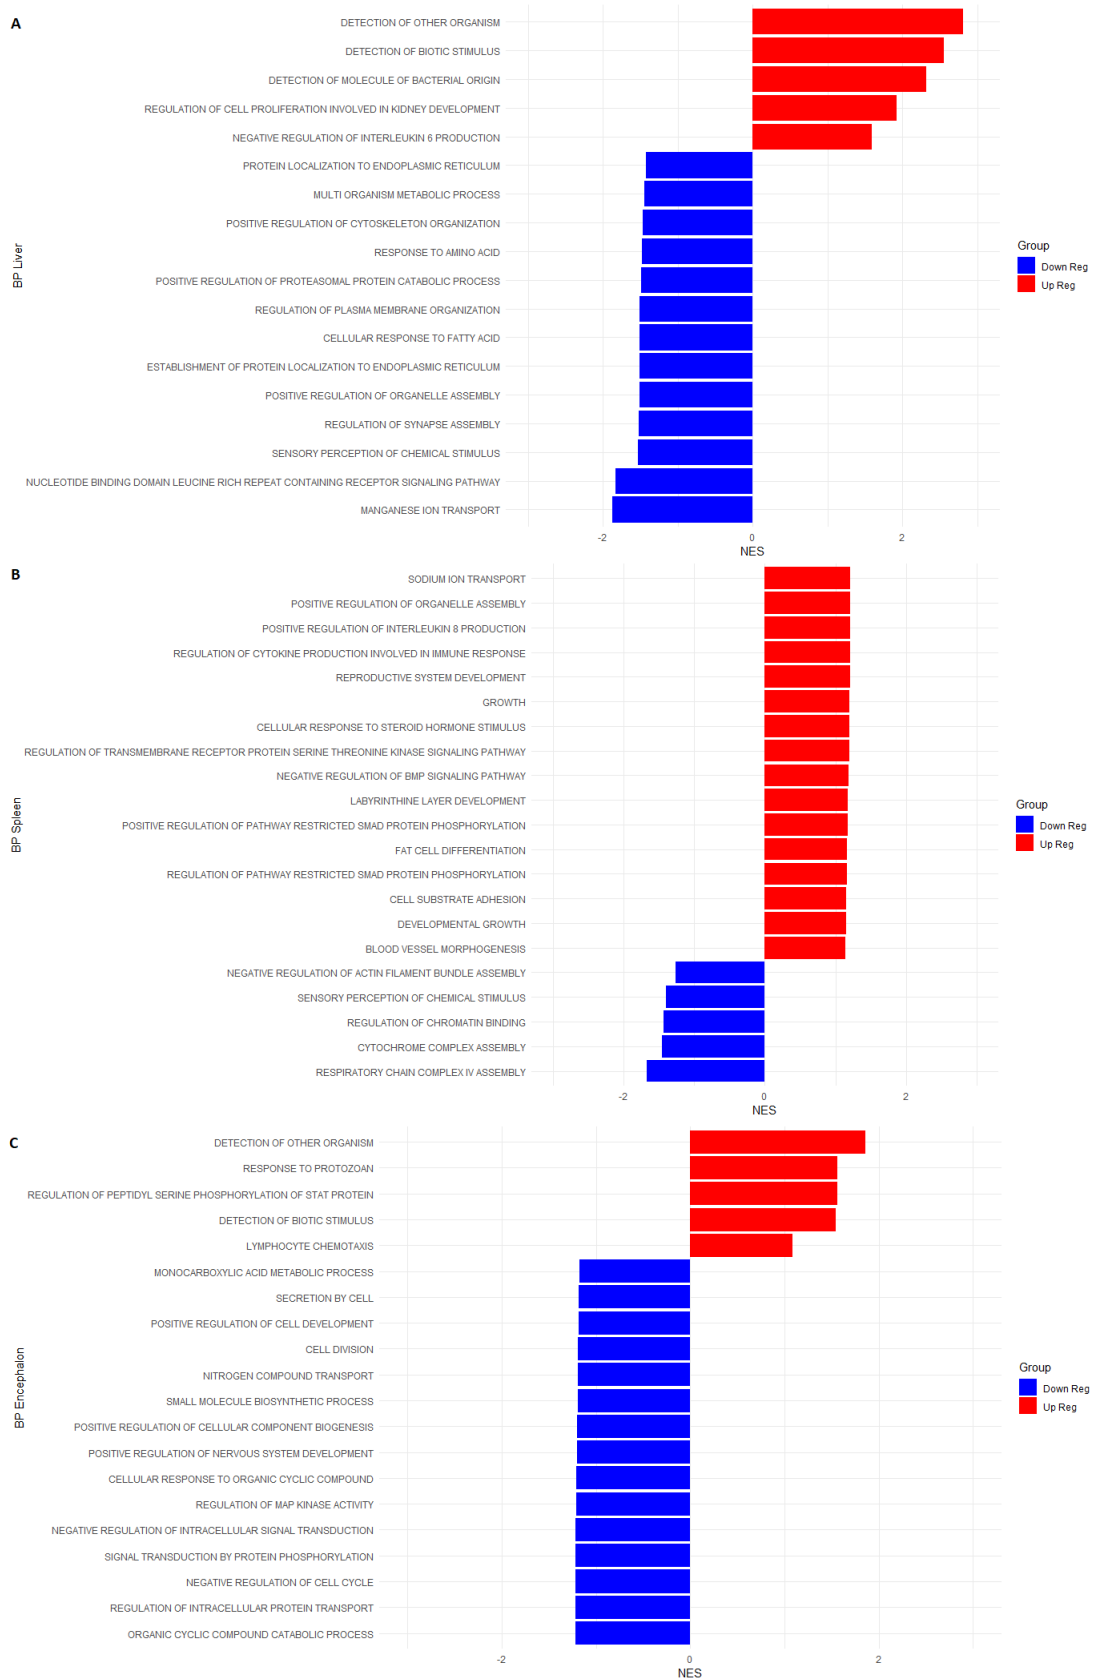 A
DETECTION OF OTHER ORGANISM
DETECTION OF BIOTIC STIMULUS
DETECTION OF MOLECULE OF BACTERIAL ORIGIN
REGULATION OF CELL PROLIFERATION INVOLVED IN KIDNEY DEVELOPMENT
NEGATIVE REGULATION OF INTERLEUKIN 6 PRODUCTION
PROTEIN LOCALIZATION TO ENDOPLASMIC RETICULUM
MULTI ORGANISM METABOLIC PROCESS
POSITIVE REGULATION OF CYTOSKELETON ORGANIZATION
RESPONSE TO AMINO ACID
POSITIVE REGULATION OF PROTEASOMAL PROTEIN CATABOLIC PROCESS
REGULATION OF PLASMA MEMBRANE ORGANIZATION
CELLULAR RESPONSE TO FATTY ACID
ESTABLISHMENT OF PROTEIN LOCALIZATION TO ENDOPLASMIC RETICULUM
POSITIVE REGULATION OF ORGANELLE ASSEMBLY
REGULATION OF SYNAPSE ASSEMBLY
SENSORY PERCEPTION OF CHEMICAL STIMULUS
NUCLEOTIDE BINDING DOMAIN LEUCINE RICH REPEAT CONTAINING RECEPTOR SIGNALING PATHWAY
MANGANESE ION TRANSPORT
BP Liver
-2 0 2
NES
Group
Down Reg
Up Reg
B
SODIUM ION TRANSPORT
POSITIVE REGULATION OF ORGANELLE ASSEMBLY
POSITIVE REGULATION OF INTERLEUKIN 8 PRODUCTION
REGULATION OF CYTOKINE PRODUCTION INVOLVED IN IMMUNE RESPONSE
REPRODUCTIVE SYSTEM DEVELOPMENT
GROWTH
CELLULAR RESPONSE TO STEROID HORMONE STIMULUS
REGULATION OF TRANSMEMBRANE RECEPTOR PROTEIN SERINE THREONINE KINASE SIGNALING PATHWAY
NEGATIVE REGULATION OF BMP SIGNALING PATHWAY
LABYRINTHINE LAYER DEVELOPMENT
POSITIVE REGULATION OF PATHWAY RESTRICTED SMAD PROTEIN PHOSPHORYLATION
FAT CELL DIFFERENTIATION
REGULATION OF PATHWAY RESTRICTED SMAD PROTEIN PHOSPHORYLATION
CELL SUBSTRATE ADHESION
DEVELOPMENTAL GROWTH
BLOOD VESSEL MORPHOGENESIS
NEGATIVE REGULATION OF ACTIN FILAMENT BUNDLE ASSEMBLY
SENSORY PERCEPTION OF CHEMICAL STIMULUS
REGULATION OF CHROMATIN BINDING
CYTOCHROME COMPLEX ASSEMBLY
RESPIRATORY CHAIN COMPLEX IV ASSEMBLY
BP Spleen
-2 0 2
NES
Group
Down Reg
Up Reg
C
DETECTION OF OTHER ORGANISM
RESPONSE TO PROTOZOAN
REGULATION OF PEPTIDYL SERINE PHOSPHORYLATION OF STAT PROTEIN
DETECTION OF BIOTIC STIMULUS
LYMPHOCYTE CHEMOTAXIS
MONOCARBOXYLIC ACID METABOLIC PROCESS
SECRETION BY CELL
POSITIVE REGULATION OF CELL DEVELOPMENT
CELL DIVISION
NITROGEN COMPOUND TRANSPORT
SMALL MOLECULE BIOSYNTHETIC PROCESS
POSITIVE REGULATION OF CELLULAR COMPONENT BIOGENESIS
POSITIVE REGULATION OF NERVOUS SYSTEM DEVELOPMENT
CELLULAR RESPONSE TO ORGANIC CYCLIC COMPOUND
REGULATION OF MAP KINASE ACTIVITY
NEGATIVE REGULATION OF INTRACELLULAR SIGNAL TRANSDUCTION
SIGNAL TRANSDUCTION BY PROTEIN PHOSPHORYLATION
NEGATIVE REGULATION OF CELL CYCLE
REGULATION OF INTRACELLULAR PROTEIN TRANSPORT
ORGANIC CYCLIC COMPOUND CATABOLIC PROCESS
BP Encephalon
-2 0 2
NES
Group
Down Reg
Up Reg